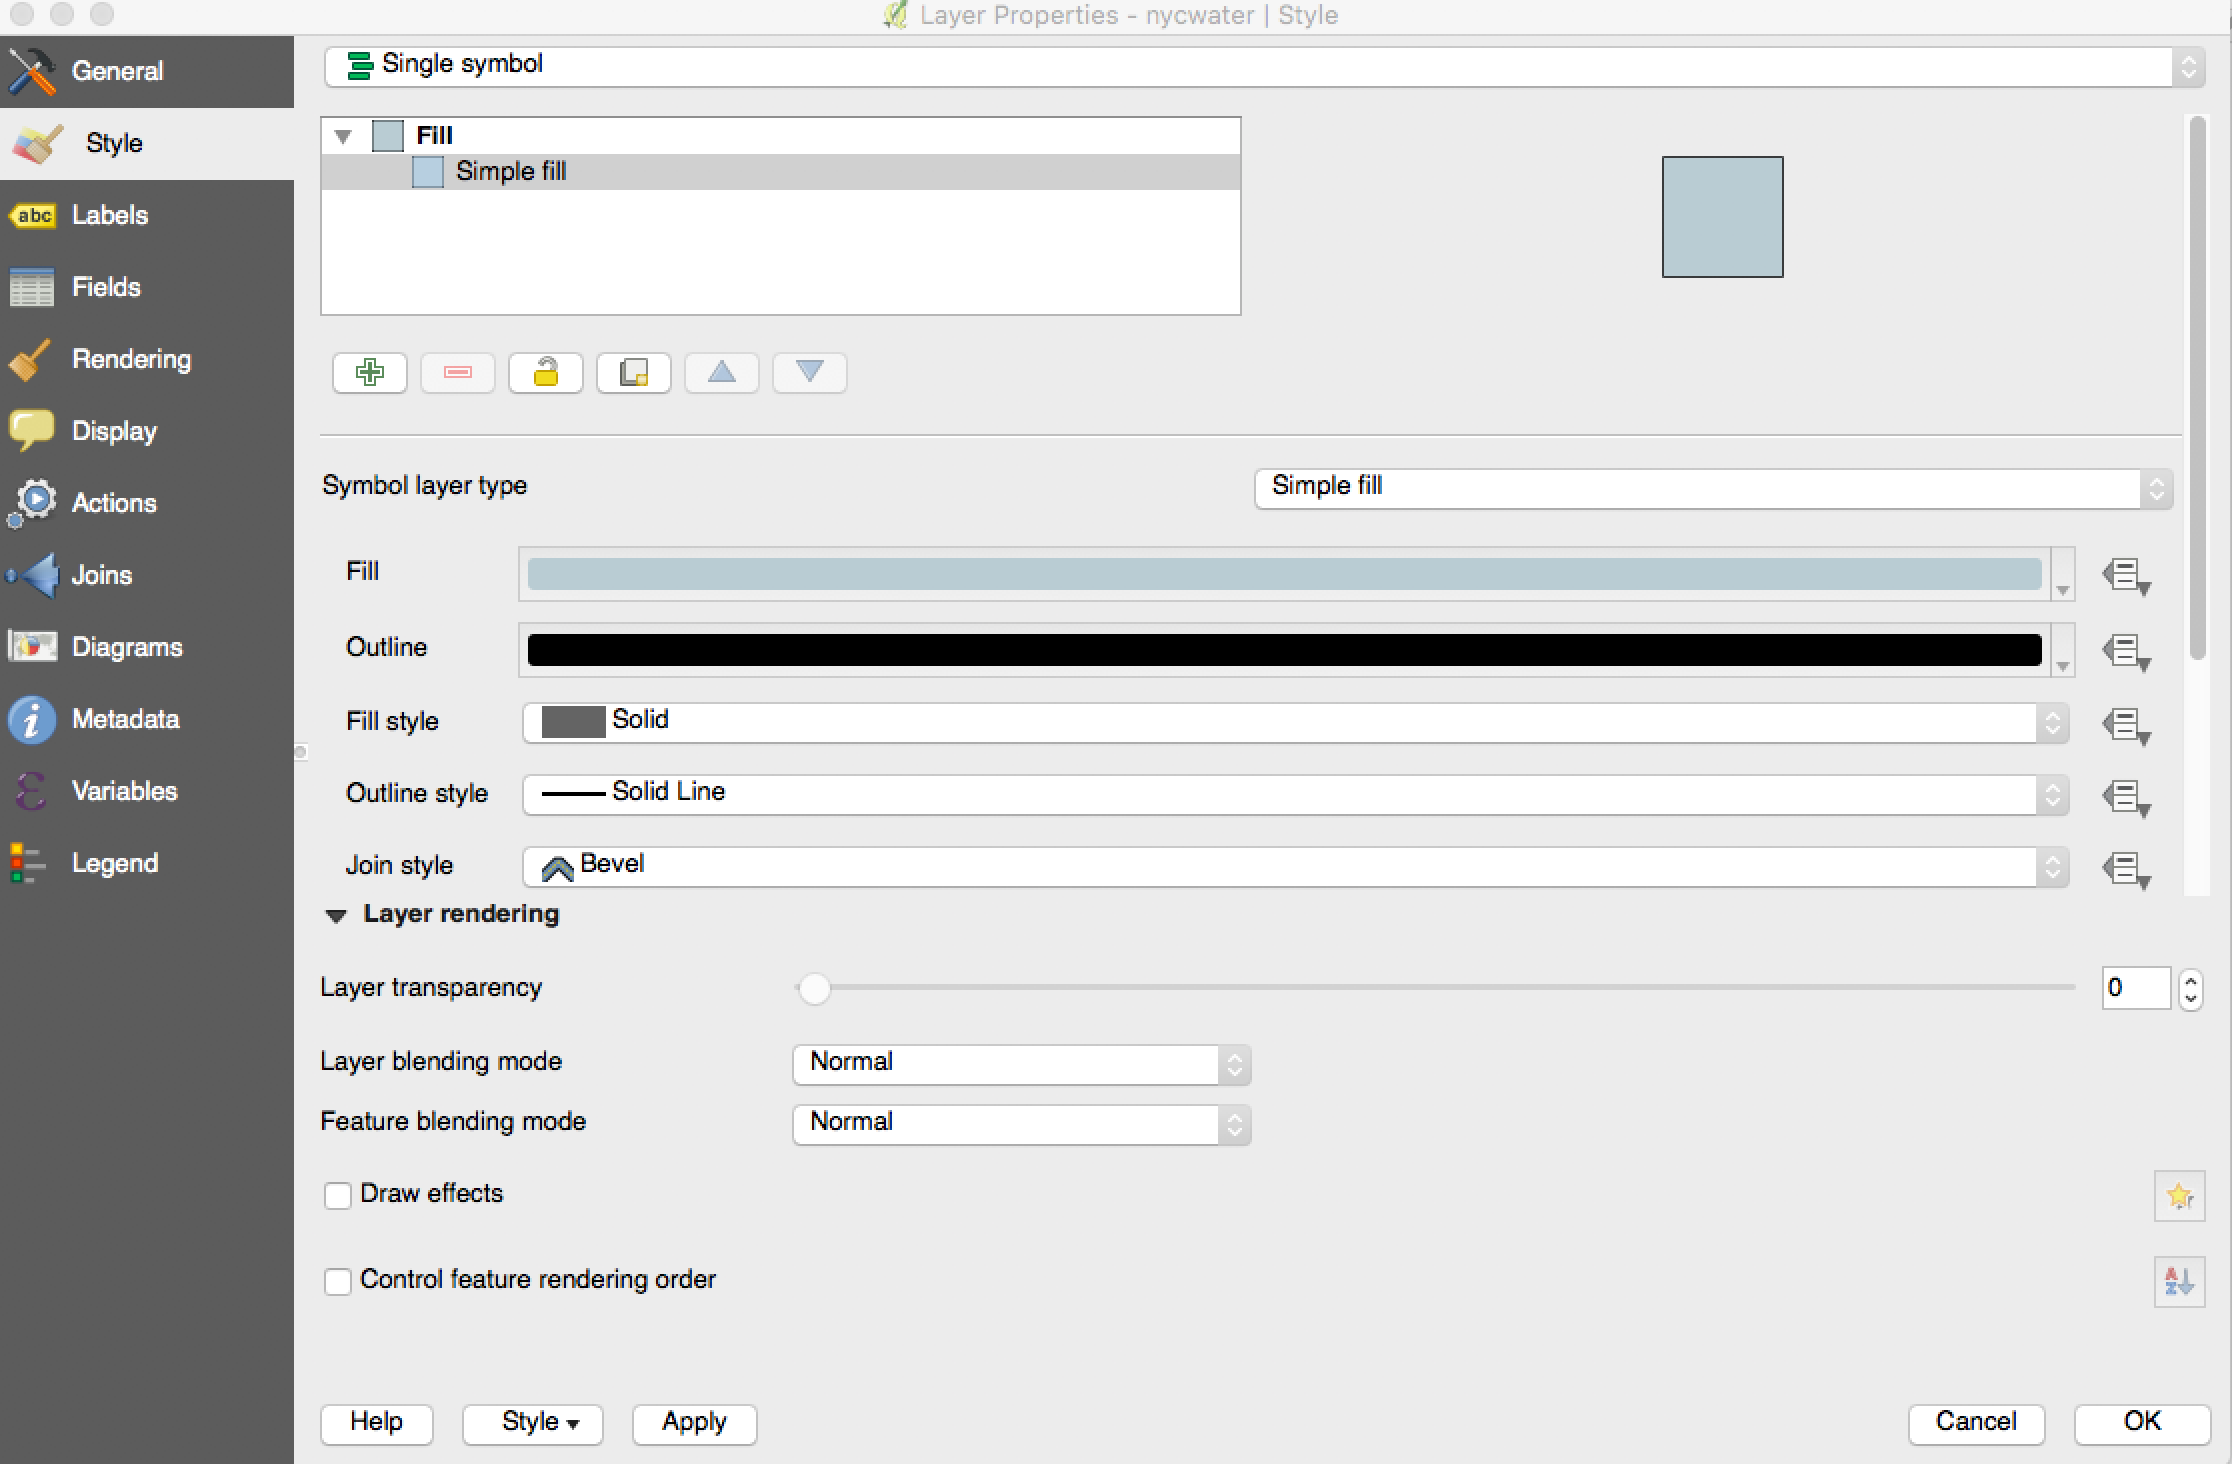 Layer Properties - nycwater | Style
General
Style
Labels
Fields
Rendering
Display
Actions
Joins
Diagrams
Metadata
Variables
Legend
abc
Single symbol
Fill
Simple fill
Symbol layer type Simple fill
Fill
Outline
Fill style Solid
Outline style Solid Line
Join style Bevel
Layer rendering
Layer transparency 0
Layer blending mode Normal
Feature blending mode Normal
Draw effects
Control feature rendering order
A
Z
Help Style Apply Cancel OK